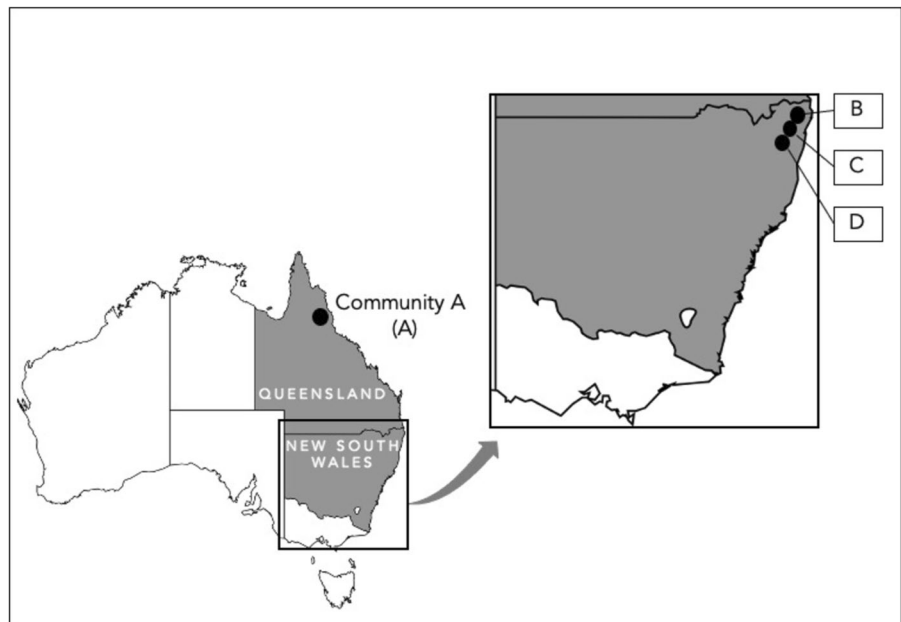 B
C
D
Community A
(A)
QUEENSLAND
NEW SOUTH
WALES